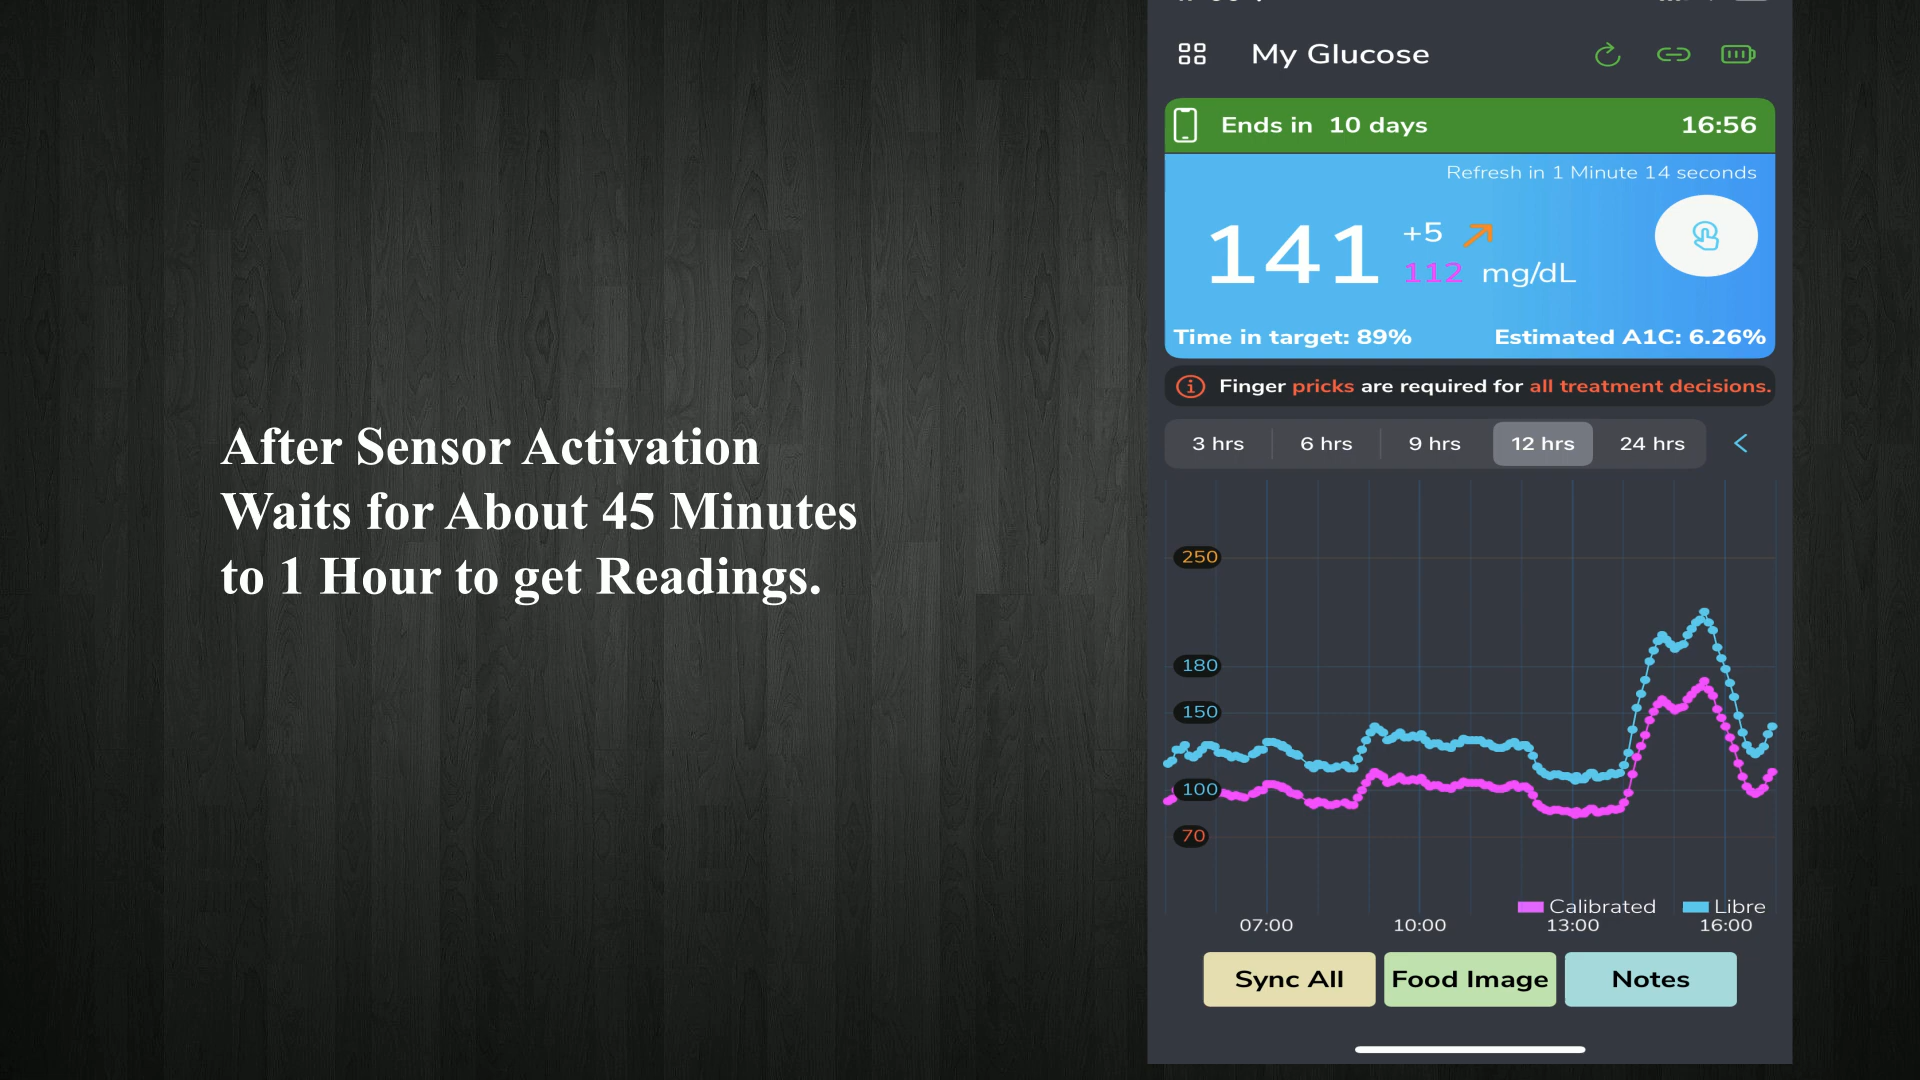 After Sensor Activation
Waits for About 45 Minutes
to 1 Hour to get Readings.
My Glucose
Ends in 10 days 16:56
Refresh in 1 Minute 14 seconds
141 +5
112 mg/dL
Time in target: 89% Estimated A1C: 6.26%
Finger pricks are required for all treatment decisions.
3 hrs 6 hrs 9 hrs 12 hrs 24 hrs
250
180
150
100
70
Calibrated Libre
07:00 10:00 13:00 16:00
Sync All Food Image Notes